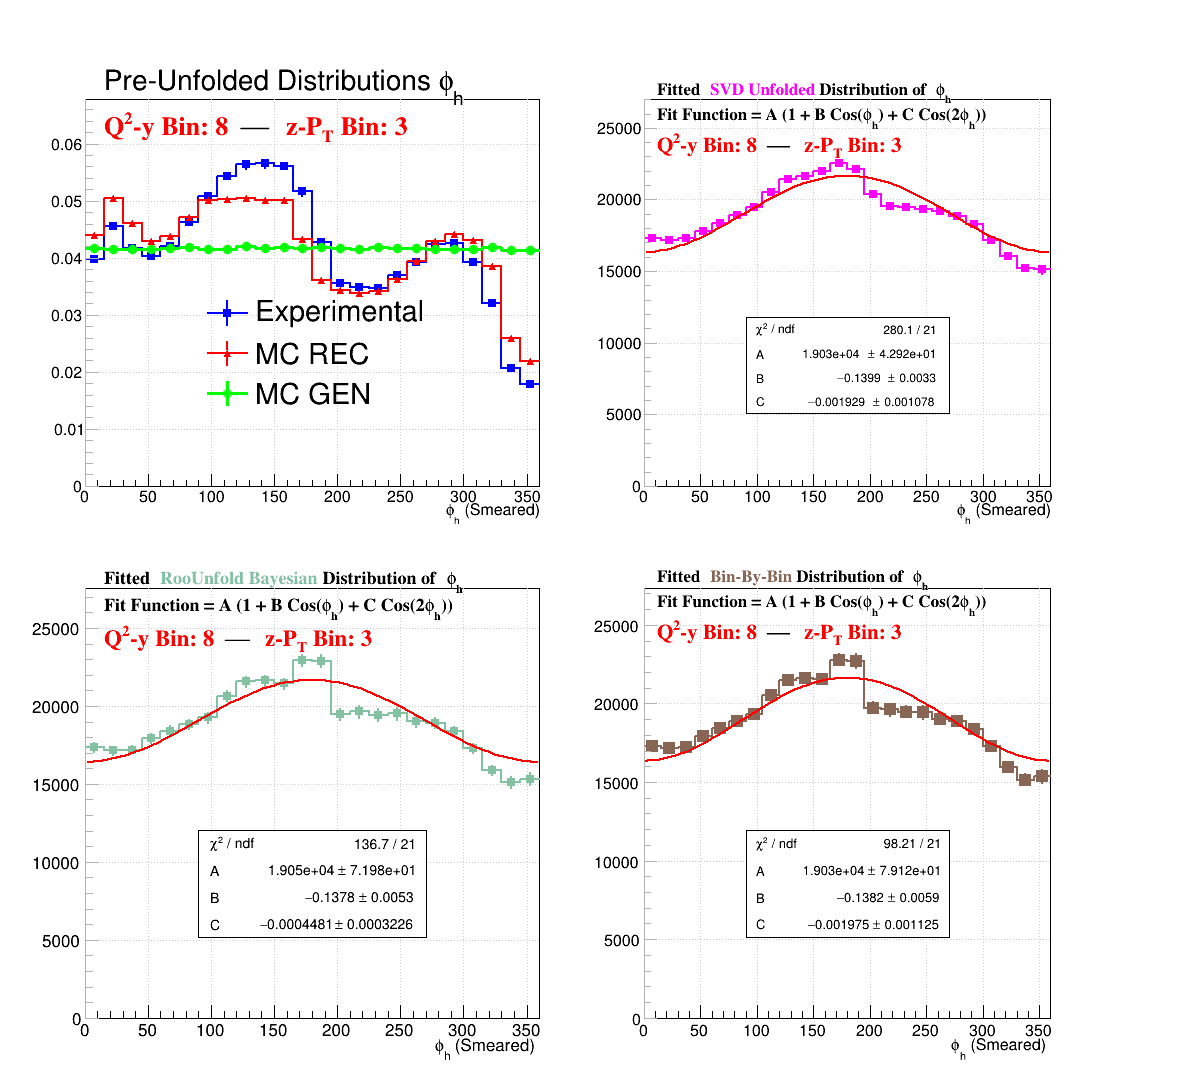 Pre-Unfolded Distributions ϕh
Q²-y Bin: 8 — z-PT Bin: 3
0.06
0.05
0.04
0.03
0.02
0.01
0
Experimental
MC REC
MC GEN
0 50 100 150 200 250 300 350
ϕh (Smeared)
Fitted SVD Unfolded Distribution of ϕh
Fit Function = A (1 + B Cos(ϕh) + C Cos(2ϕh))
Q²-y Bin: 8 — z-PT Bin: 3
25000
20000
15000
10000
5000
0
χ² / ndf 280.1 / 21
A 1.903e+04 ± 4.292e+01
B −0.1399 ± 0.0033
C −0.001929 ± 0.001078
0 50 100 150 200 250 300 350
ϕh (Smeared)
Fitted RooUnfold Bayesian Distribution of ϕh
Fit Function = A (1 + B Cos(ϕh) + C Cos(2ϕh))
Q²-y Bin: 8 — z-PT Bin: 3
25000
20000
15000
10000
5000
0
χ² / ndf 136.7 / 21
A 1.905e+04 ± 7.198e+01
B −0.1378 ± 0.0053
C −0.0004481 ± 0.0003226
0 50 100 150 200 250 300 350
ϕh (Smeared)
Fitted Bin-By-Bin Distribution of ϕh
Fit Function = A (1 + B Cos(ϕh) + C Cos(2ϕh))
Q²-y Bin: 8 — z-PT Bin: 3
25000
20000
15000
10000
5000
0
χ² / ndf 98.21 / 21
A 1.903e+04 ± 7.912e+01
B −0.1382 ± 0.0059
C −0.001975 ± 0.001125
0 50 100 150 200 250 300 350
ϕh (Smeared)